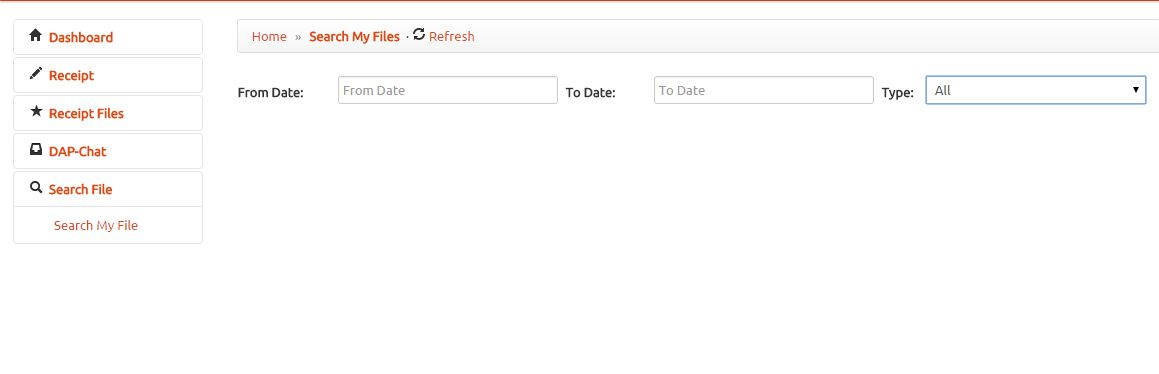 Dashboard
Receipt
Receipt Files
DAP-Chat
Search File
Search My File
Home » Search My Files · Refresh
From Date: From Date To Date: To Date Type: All